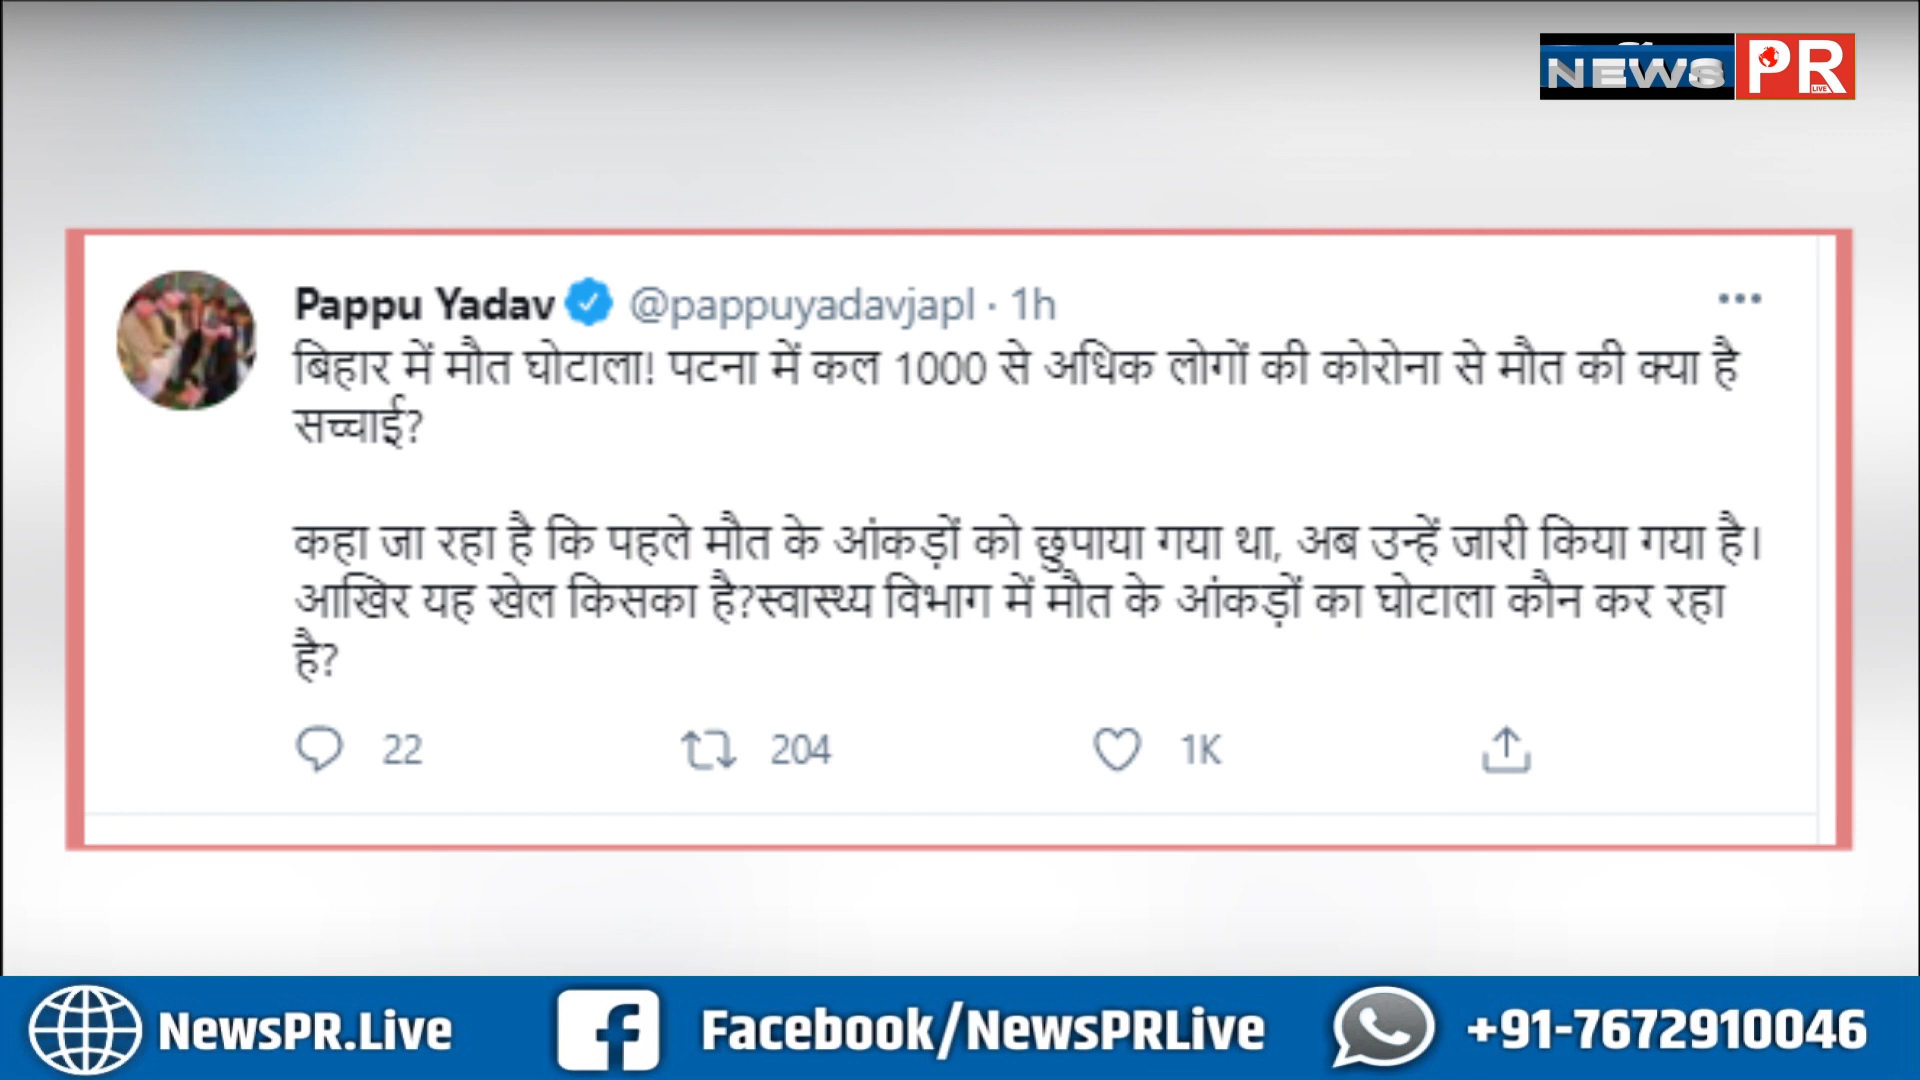 NEWS PR
LIVE
Pappu Yadav @pappuyadavjapl · 1h
बिहार में मौत घोटाला! पटना में कल 1000 से अधिक लोगों की कोरोना से मौत की क्या है
सच्चाई?
कहा जा रहा है कि पहले मौत के आंकड़ों को छुपाया गया था, अब उन्हें जारी किया गया है।
आखिर यह खेल किसका है?स्वास्थ्य विभाग में मौत के आंकड़ों का घोटाला कौन कर रहा
है?
22 204 1K
NewsPR.Live Facebook/NewsPRLive +91-7672910046